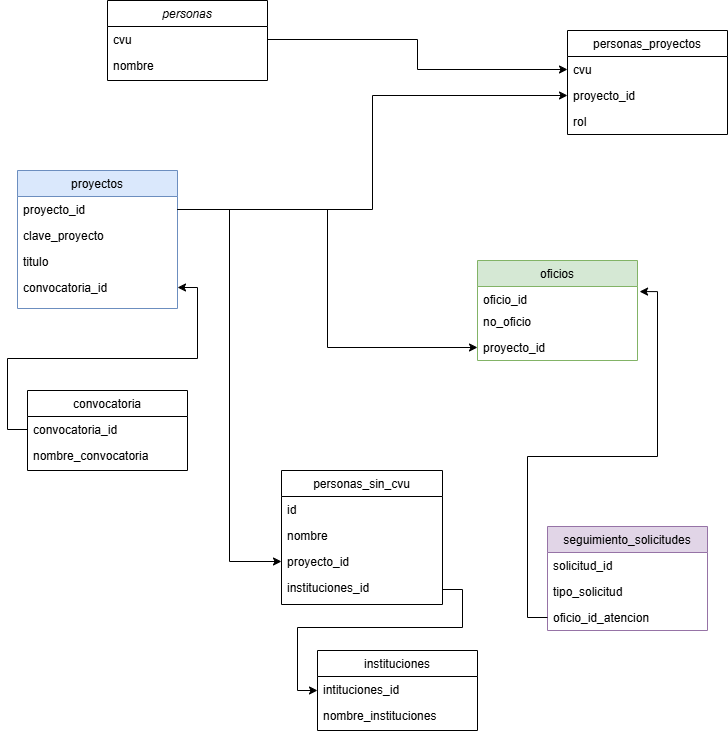 personas
cvu
nombre
personas_proyectos
cvu
proyecto_id
rol
proyectos
proyecto_id
clave_proyecto
titulo
convocatoria_id
oficios
oficio_id
no_oficio
proyecto_id
convocatoria
convocatoria_id
nombre_convocatoria
personas_sin_cvu
id
nombre
proyecto_id
instituciones_id
seguimiento_solicitudes
solicitud_id
tipo_solicitud
oficio_id_atencion
instituciones
intituciones_id
nombre_instituciones